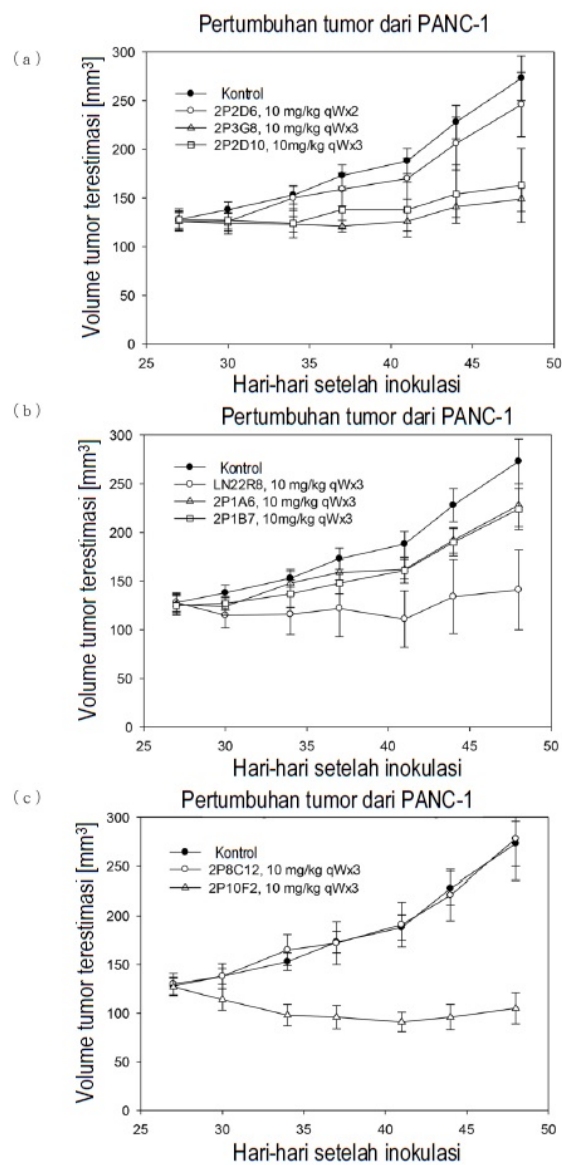 Pertumbuhan tumor dari PANC-1
(a)
Volume tumor terestimasi [mm³]
300
250
200
150
100
50
0
Kontrol
2P2D6, 10 mg/kg qWx2
2P3G8, 10 mg/kg qWx3
2P2D10, 10mg/kg qWx3
25 30 35 40 45 50
Hari-hari setelah inokulasi
(b)
Pertumbuhan tumor dari PANC-1
Volume tumor terestimasi [mm³]
300
250
200
150
100
50
0
Kontrol
LN22R8, 10 mg/kg qWx3
2P1A6, 10 mg/kg qWx3
2P1B7, 10mg/kg qWx3
25 30 35 40 45 50
Hari-hari setelah inokulasi
(c)
Pertumbuhan tumor dari PANC-1
Volume tumor terestimasi [mm³]
300
250
200
150
100
50
0
Kontrol
2P8C12, 10 mg/kg qWx3
2P10F2, 10 mg/kg qWx3
25 30 35 40 45 50
Hari-hari setelah inokulasi